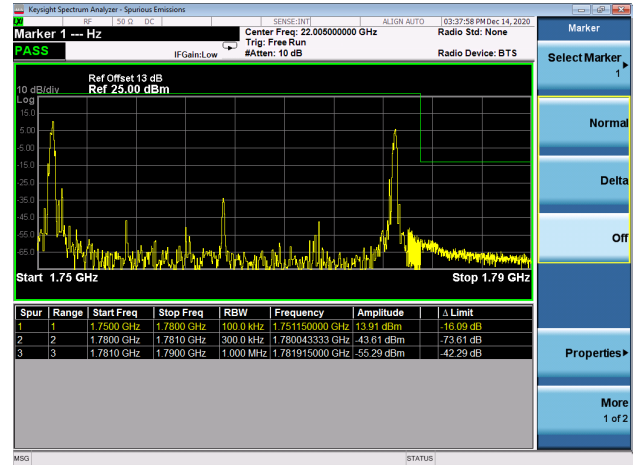 Keysight Spectrum Analyzer - Spurious Emissions
LXI RF 50 Ω DC SENSE:INT ALIGN AUTO 03:37:58 PM Dec 14, 2020
Marker 1 --- Hz Center Freq: 22.005000000 GHz Radio Std: None Marker
Trig: Free Run
PASS IFGain:Low #Atten: 10 dB Radio Device: BTS
Select Marker
1
Ref Offset 13 dB
10 dB/div Ref 25.00 dBm
Log
15.0
5.00
-5.00
-15.0
-25.0
-35.0
-45.0
-55.0
-65.0
Start 1.75 GHz Stop 1.79 GHz
Normal
Delta
Off
Properties
More
1 of 2
Spur Range Start Freq Stop Freq RBW Frequency Amplitude Δ Limit
1 1 1.7500 GHz 1.7800 GHz 100.0 kHz 1.751150000 GHz 13.91 dBm -16.09 dB
2 2 1.7800 GHz 1.7810 GHz 300.0 kHz 1.780043333 GHz -43.61 dBm -73.61 dB
3 3 1.7810 GHz 1.7900 GHz 1.000 MHz 1.781915000 GHz -55.29 dBm -42.29 dB
MSG STATUS